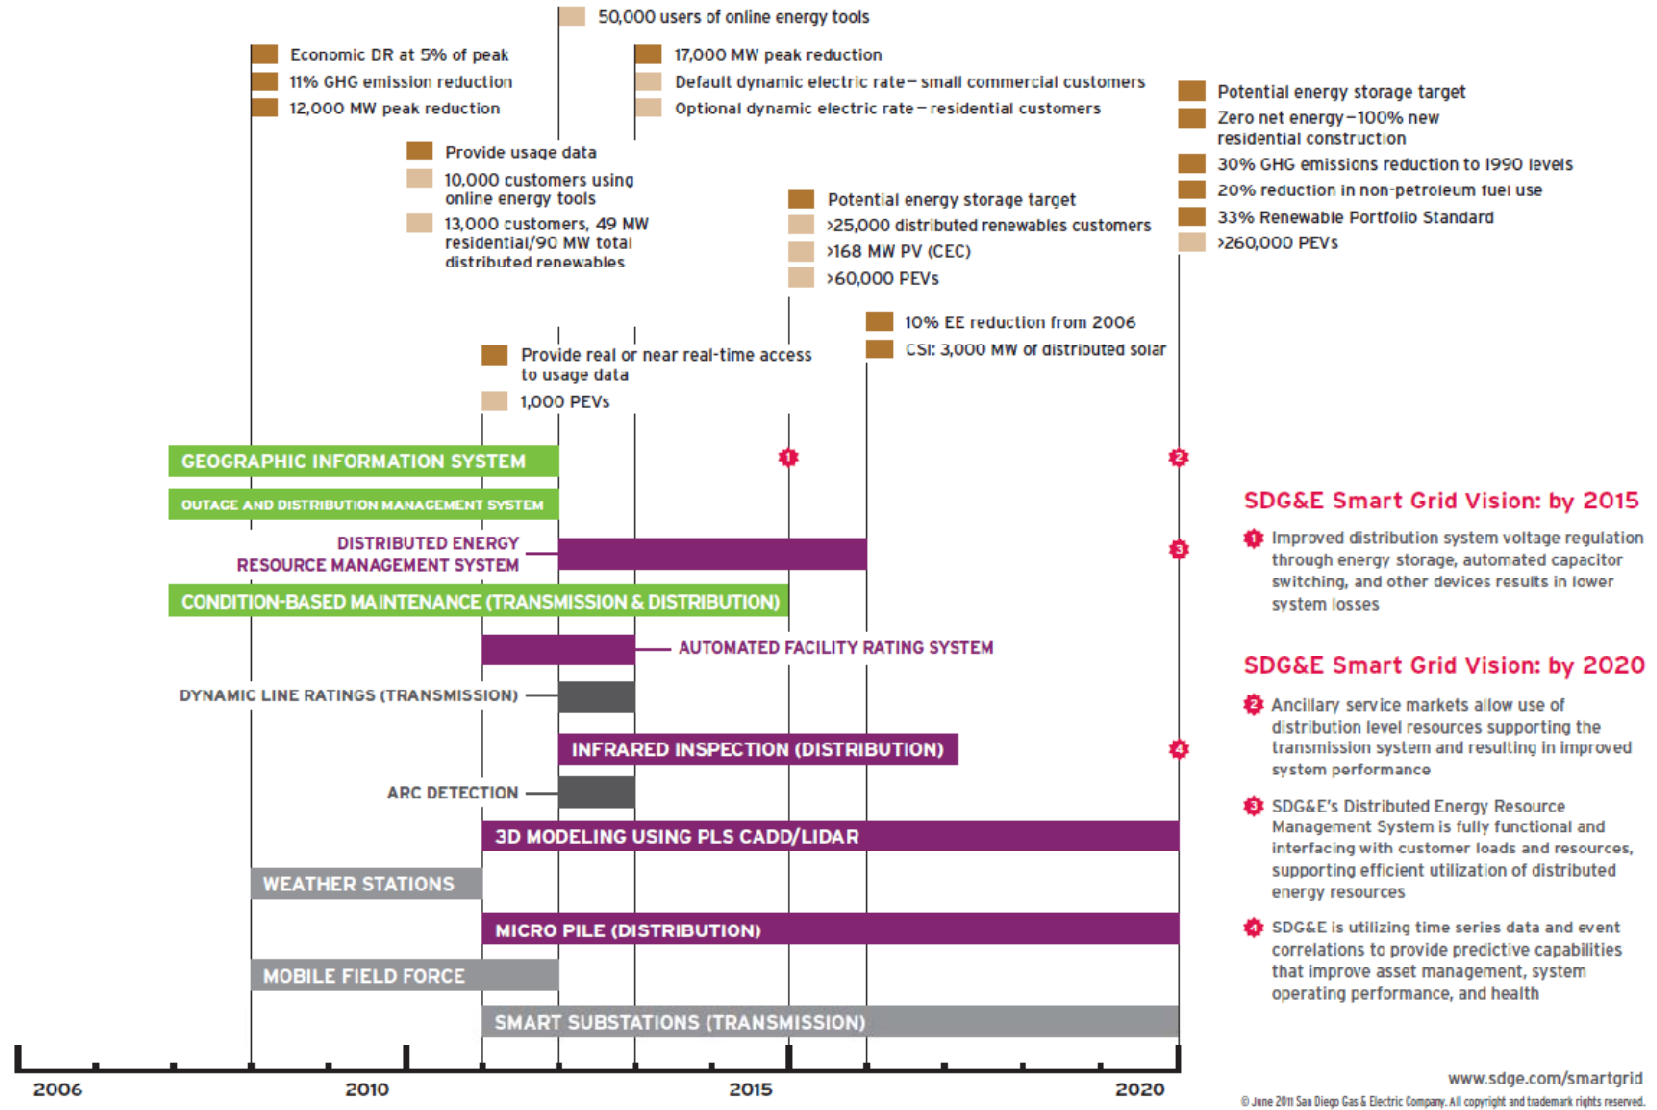 50,000 users of online energy tools
Economic DR at 5% of peak
11% GHG emission reduction
12,000 MW peak reduction
17,000 MW peak reduction
Default dynamic electric rate – small commercial customers
Optional dynamic electric rate – residential customers
Potential energy storage target
Zero net energy – 100% new
residential construction
30% GHG emissions reduction to 1990 levels
20% reduction in non-petroleum fuel use
33% Renewable Portfolio Standard
>260,000 PEVs
Provide usage data
10,000 customers using
online energy tools
13,000 customers, 49 MW
residential/90 MW total
distributed renewables
Potential energy storage target
>25,000 distributed renewables customers
>168 MW PV (CEC)
>60,000 PEVs
10% EE reduction from 2006
CSI: 3,000 MW of distributed solar
Provide real or near real-time access
to usage data
1,000 PEVs
GEOGRAPHIC INFORMATION SYSTEM
1
2
OUTAGE AND DISTRIBUTION MANAGEMENT SYSTEM
DISTRIBUTED ENERGY
RESOURCE MANAGEMENT SYSTEM
3
CONDITION-BASED MAINTENANCE (TRANSMISSION & DISTRIBUTION)
AUTOMATED FACILITY RATING SYSTEM
DYNAMIC LINE RATINGS (TRANSMISSION)
INFRARED INSPECTION (DISTRIBUTION)
4
ARC DETECTION
3D MODELING USING PLS CADD/LIDAR
WEATHER STATIONS
MICRO PILE (DISTRIBUTION)
MOBILE FIELD FORCE
SMART SUBSTATIONS (TRANSMISSION)
2006
2010
2015
2020
SDG&E Smart Grid Vision: by 2015
1 Improved distribution system voltage regulation
through energy storage, automated capacitor
switching, and other devices results in lower
system losses
SDG&E Smart Grid Vision: by 2020
2 Ancillary service markets allow use of
distribution level resources supporting the
transmission system and resulting in improved
system performance
3 SDG&E's Distributed Energy Resource
Management System is fully functional and
interfacing with customer loads and resources,
supporting efficient utilization of distributed
energy resources
4 SDG&E is utilizing time series data and event
correlations to provide predictive capabilities
that improve asset management, system
operating performance, and health
www.sdge.com/smartgrid
© June 2011 San Diego Gas & Electric Company. All copyright and trademark rights reserved.